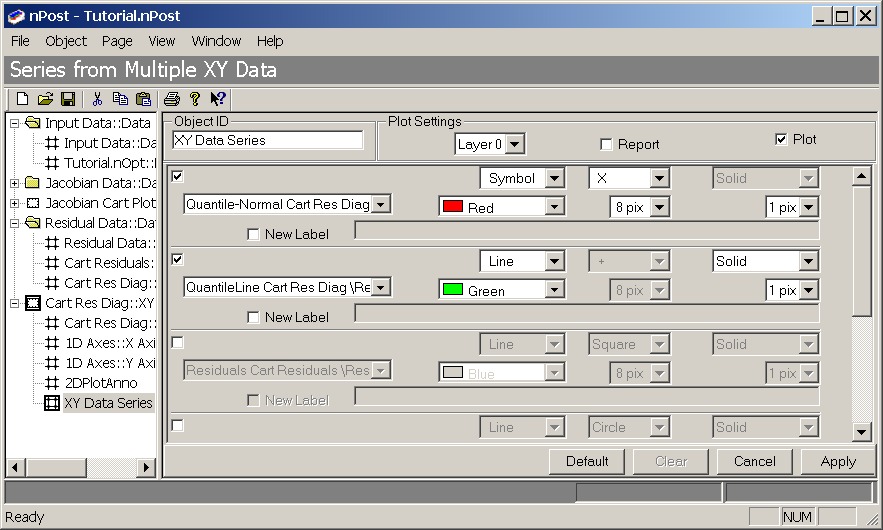 nPost - Tutorial.nPost
File Object Page View Window Help
Series from Multiple XY Data
Input Data::Data
Input Data::Da
Tutorial.nOpt::I
Jacobian Data::Da
Jacobian Cart Plot
Residual Data::Da
Residual Data:
Cart Residuals:
Cart Res Diag:
Cart Res Diag::XY
Cart Res Diag:
1D Axes::X Axi
1D Axes::Y Axi
2DPlotAnno
XY Data Series
Object ID
XY Data Series
Plot Settings
Layer 0
Report
Plot
Symbol X Solid
Quantile-Normal Cart Res Diag Red 8 pix 1 pix
New Label
Line + Solid
QuantileLine Cart Res Diag \Re Green 8 pix 1 pix
New Label
Line Square Solid
Residuals Cart Residuals \Res Blue 8 pix 1 pix
New Label
Line Circle Solid
Default Clear Cancel Apply
Ready NUM